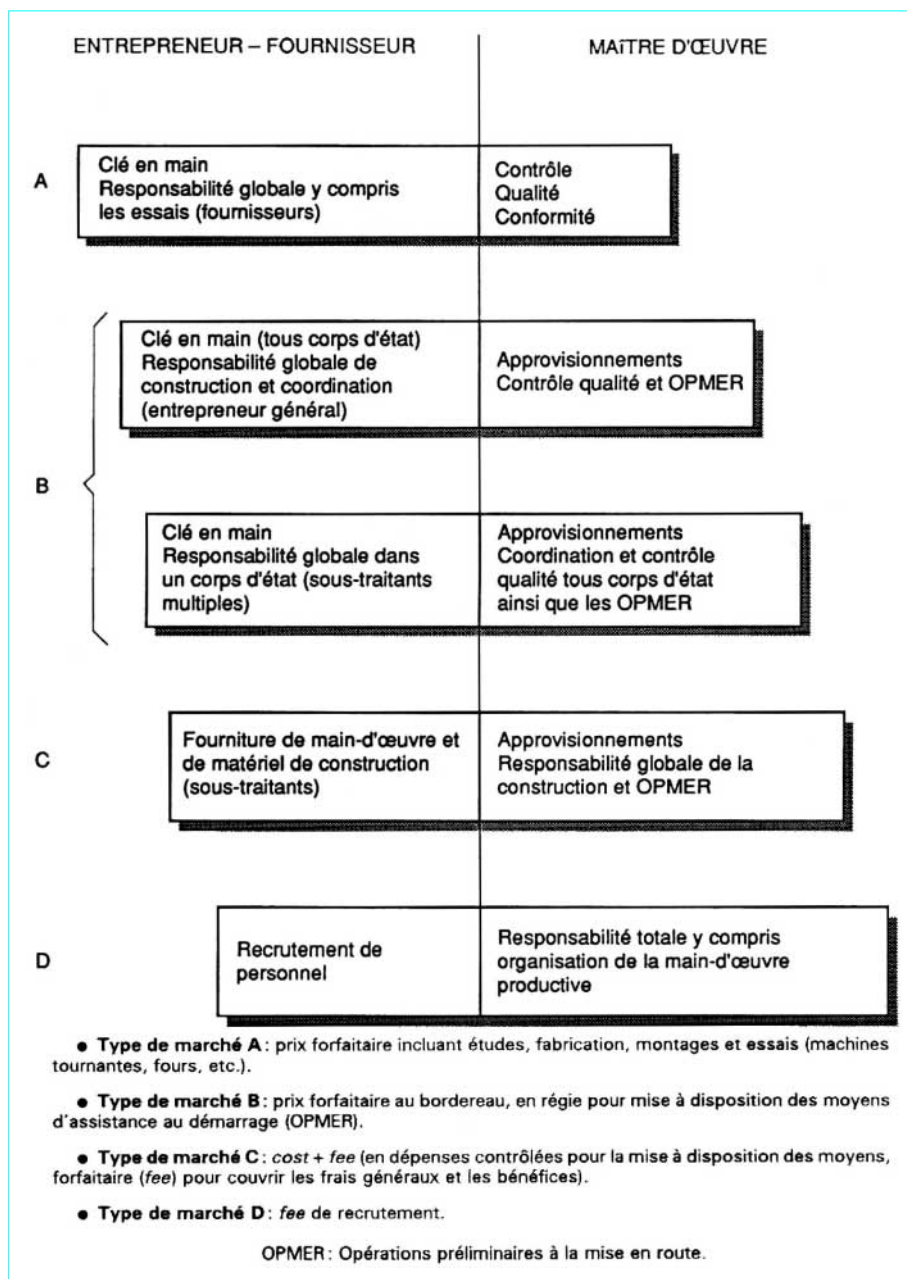 ENTREPRENEUR – FOURNISSEUR
MAÎTRE D'ŒUVRE
A
Clé en main
Responsabilité globale y compris
les essais (fournisseurs)
Contrôle
Qualité
Conformité
B
Clé en main (tous corps d'état)
Responsabilité globale de
construction et coordination
(entrepreneur général)
Approvisionnements
Contrôle qualité et OPMER
Clé en main
Responsabilité globale dans
un corps d'état (sous-traitants
multiples)
Approvisionnements
Coordination et contrôle
qualité tous corps d'état
ainsi que les OPMER
C
Fourniture de main-d'œuvre et
de matériel de construction
(sous-traitants)
Approvisionnements
Responsabilité globale de la
construction et OPMER
D
Recrutement de
personnel
Responsabilité totale y compris
organisation de la main-d'œuvre
productive
● Type de marché A : prix forfaitaire incluant études, fabrication, montages et essais (machines
tournantes, fours, etc.).
● Type de marché B : prix forfaitaire au bordereau, en régie pour mise à disposition des moyens
d'assistance au démarrage (OPMER).
● Type de marché C : cost + fee (en dépenses contrôlées pour la mise à disposition des moyens,
forfaitaire (fee) pour couvrir les frais généraux et les bénéfices).
● Type de marché D : fee de recrutement.
OPMER : Opérations préliminaires à la mise en route.